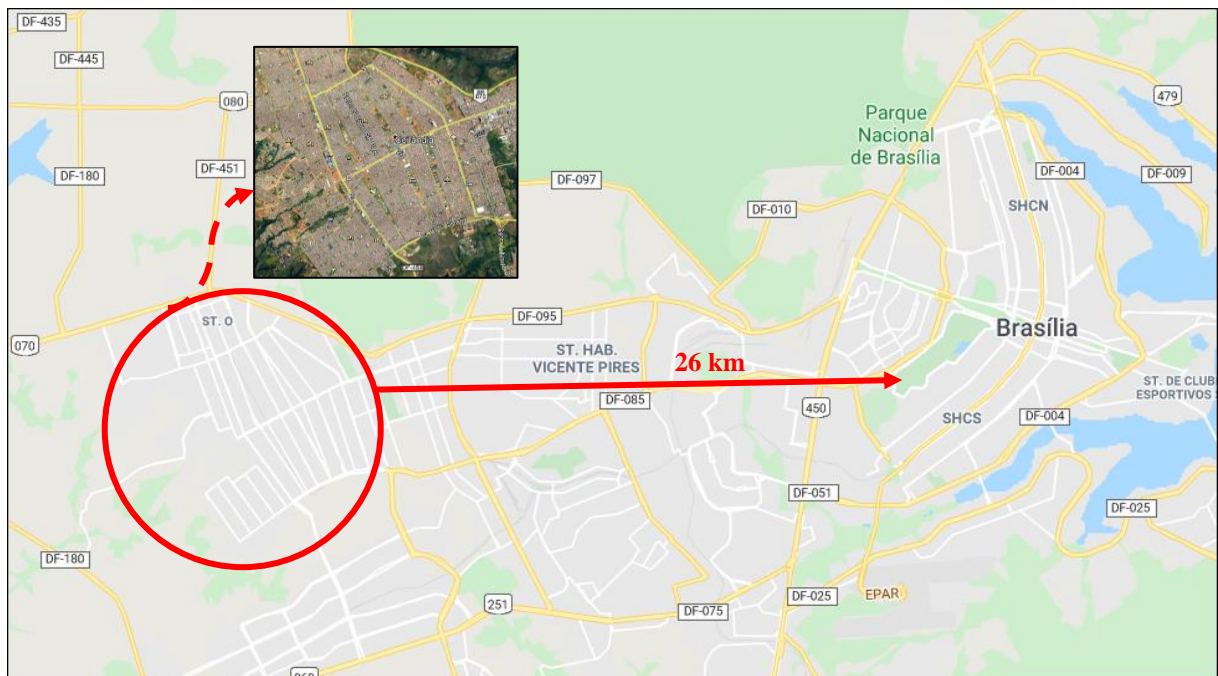 DF-435
DF-445
080
DF-180
DF-451
Ceilândia
DF-097
Parque
Nacional
de Brasília
479
DF-004
DF-009
DF-010
SHCN
ST. O
070
DF-095
ST. HAB.
VICENTE PIRES
26 km
Brasília
ST. DE CLUB
ESPORTIVOS S
DF-085
450
SHCS
DF-004
DF-051
DF-025
DF-180
251
DF-075
DF-025
EPAR